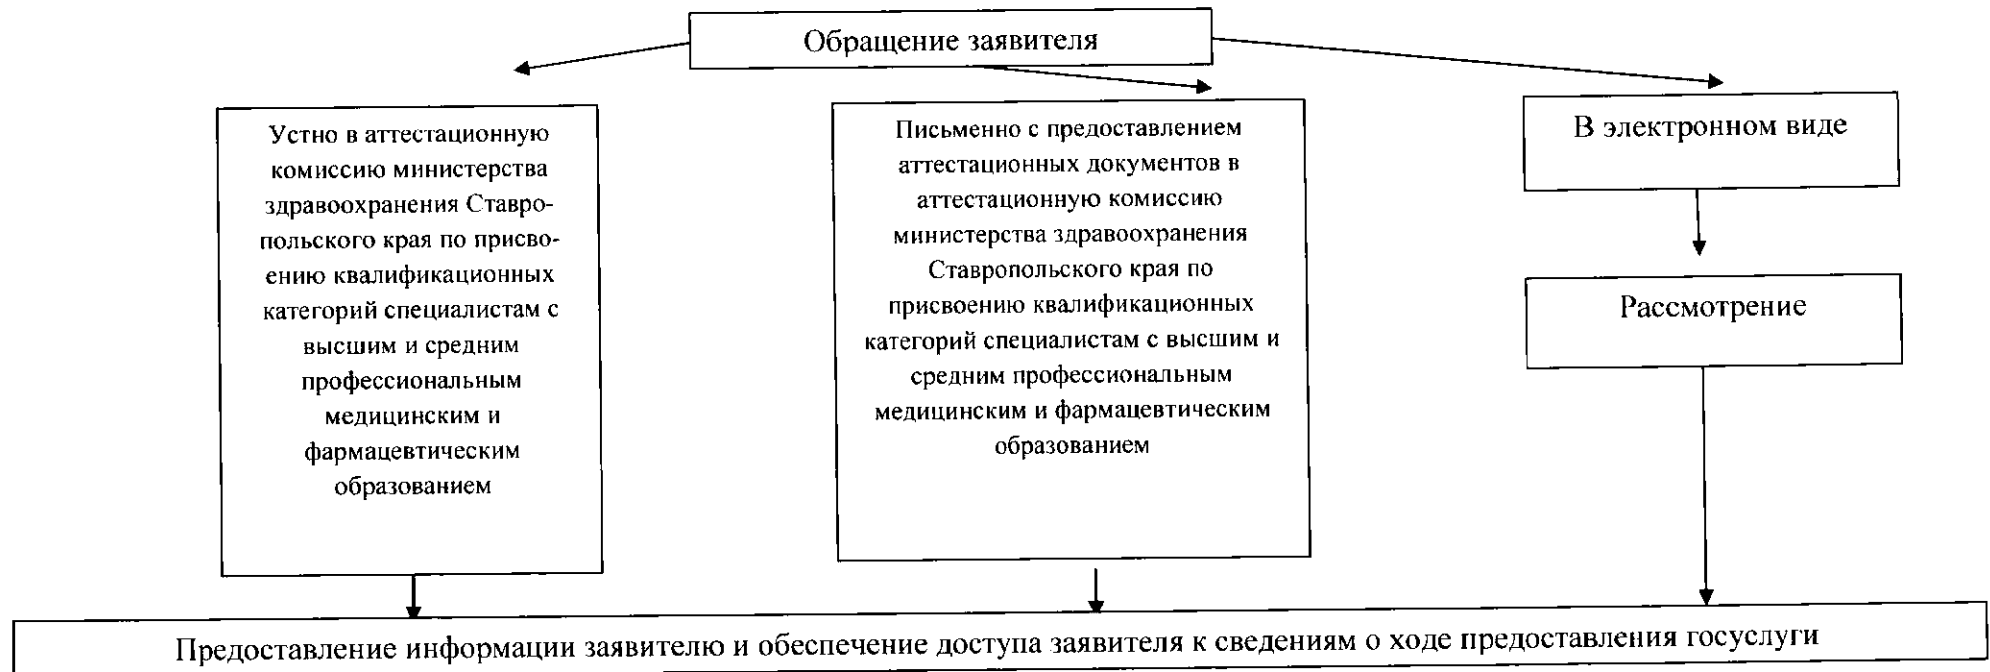 Обращение заявителя
Устно в аттестационную
комиссию министерства
здравоохранения Ставро-
польского края по присво-
ению квалификационных
категорий специалистам с
высшим и средним
профессиональным
медицинским и
фармацевтическим
образованием
Письменно с предоставлением
аттестационных документов в
аттестационную комиссию
министерства здравоохранения
Ставропольского края по
присвоению квалификационных
категорий специалистам с высшим и
средним профессиональным
медицинским и фармацевтическим
образованием
В электронном виде
Рассмотрение
Предоставление информации заявителю и обеспечение доступа заявителя к сведениям о ходе предоставления госуслуги